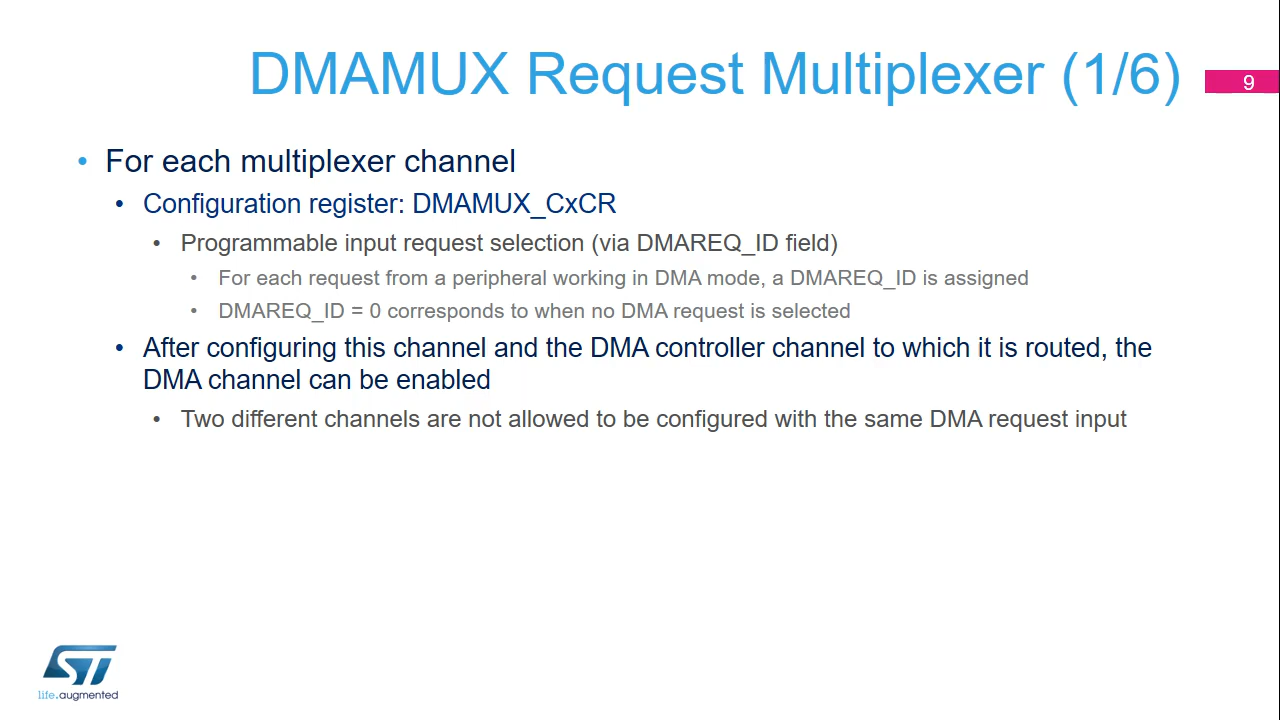 DMAMUX Request Multiplexer (1/6)
9
• For each multiplexer channel
• Configuration register: DMAMUX_CxCR
• Programmable input request selection (via DMAREQ_ID field)
• For each request from a peripheral working in DMA mode, a DMAREQ_ID is assigned
• DMAREQ_ID = 0 corresponds to when no DMA request is selected
• After configuring this channel and the DMA controller channel to which it is routed, the
DMA channel can be enabled
• Two different channels are not allowed to be configured with the same DMA request input
ST
life.augmented